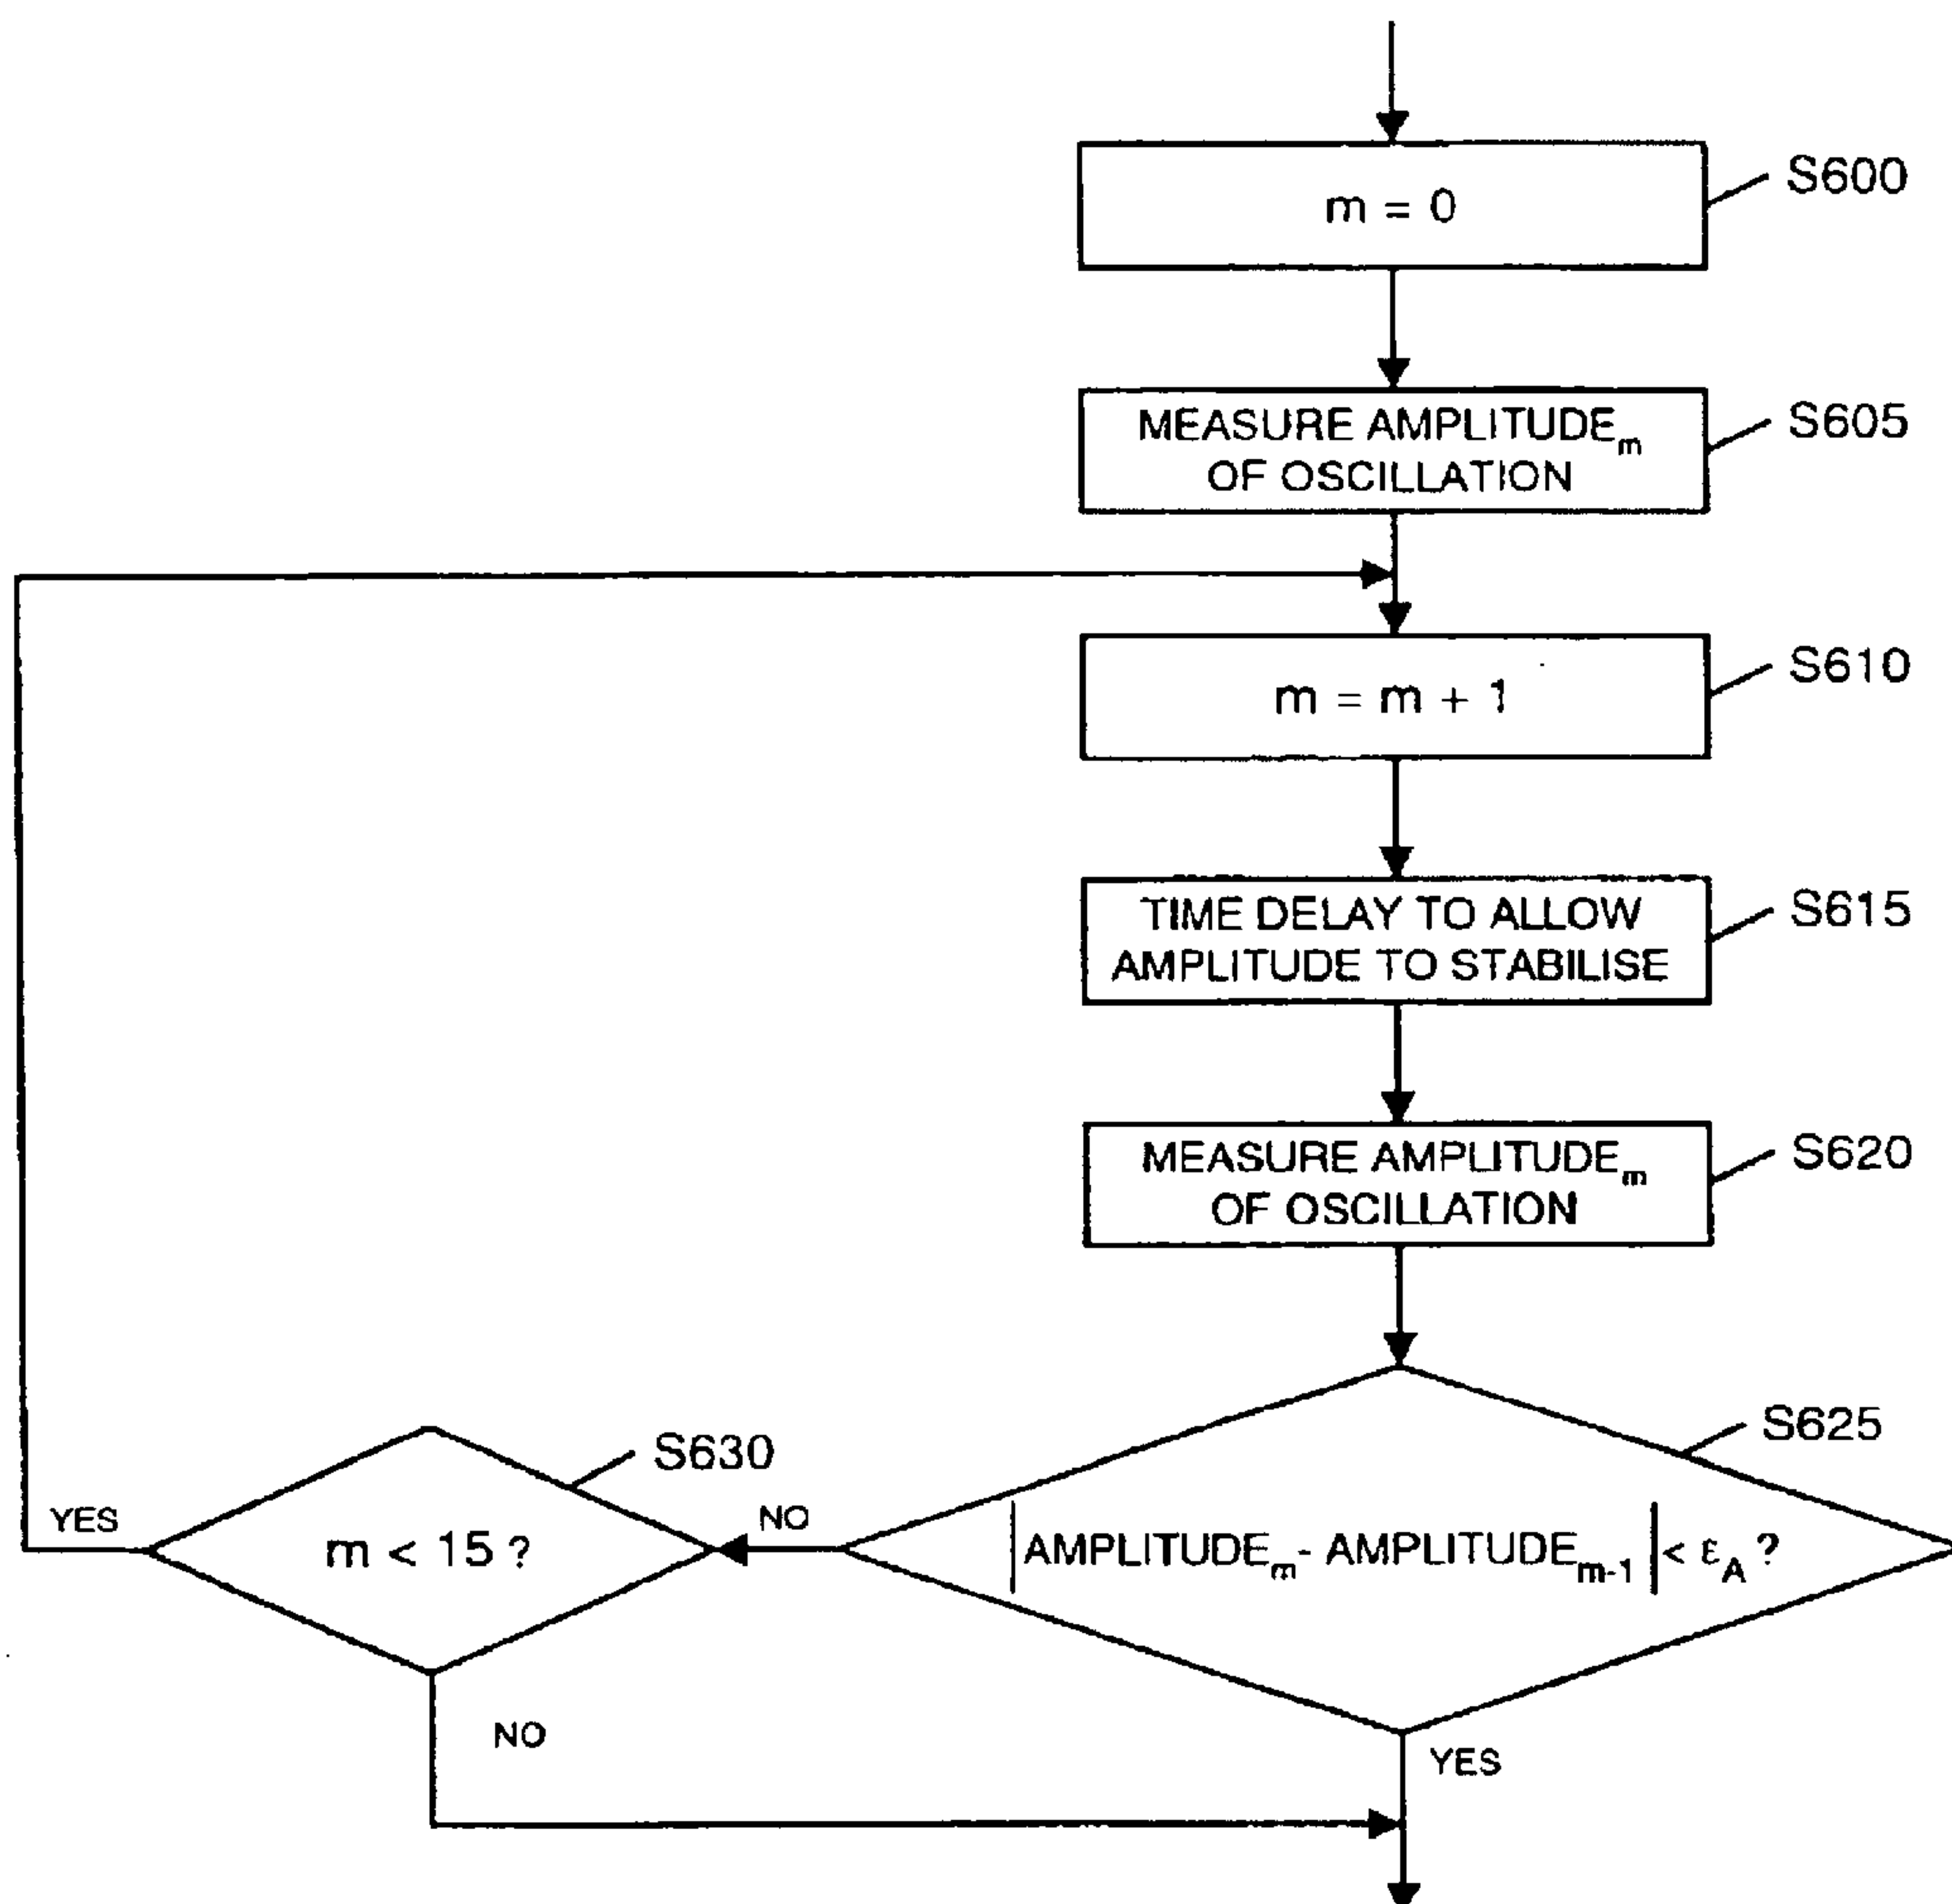 m = 0
S600
MEASURE AMPLITUDEm
OF OSCILLATION
S605
m = m + 1
S610
TIME DELAY TO ALLOW
AMPLITUDE TO STABILISE
S615
MEASURE AMPLITUDEm
OF OSCILLATION
S620
S625
|AMPLITUDEm - AMPLITUDEm-1| < εA ?
NO
S630
m < 15 ?
YES
NO
YES